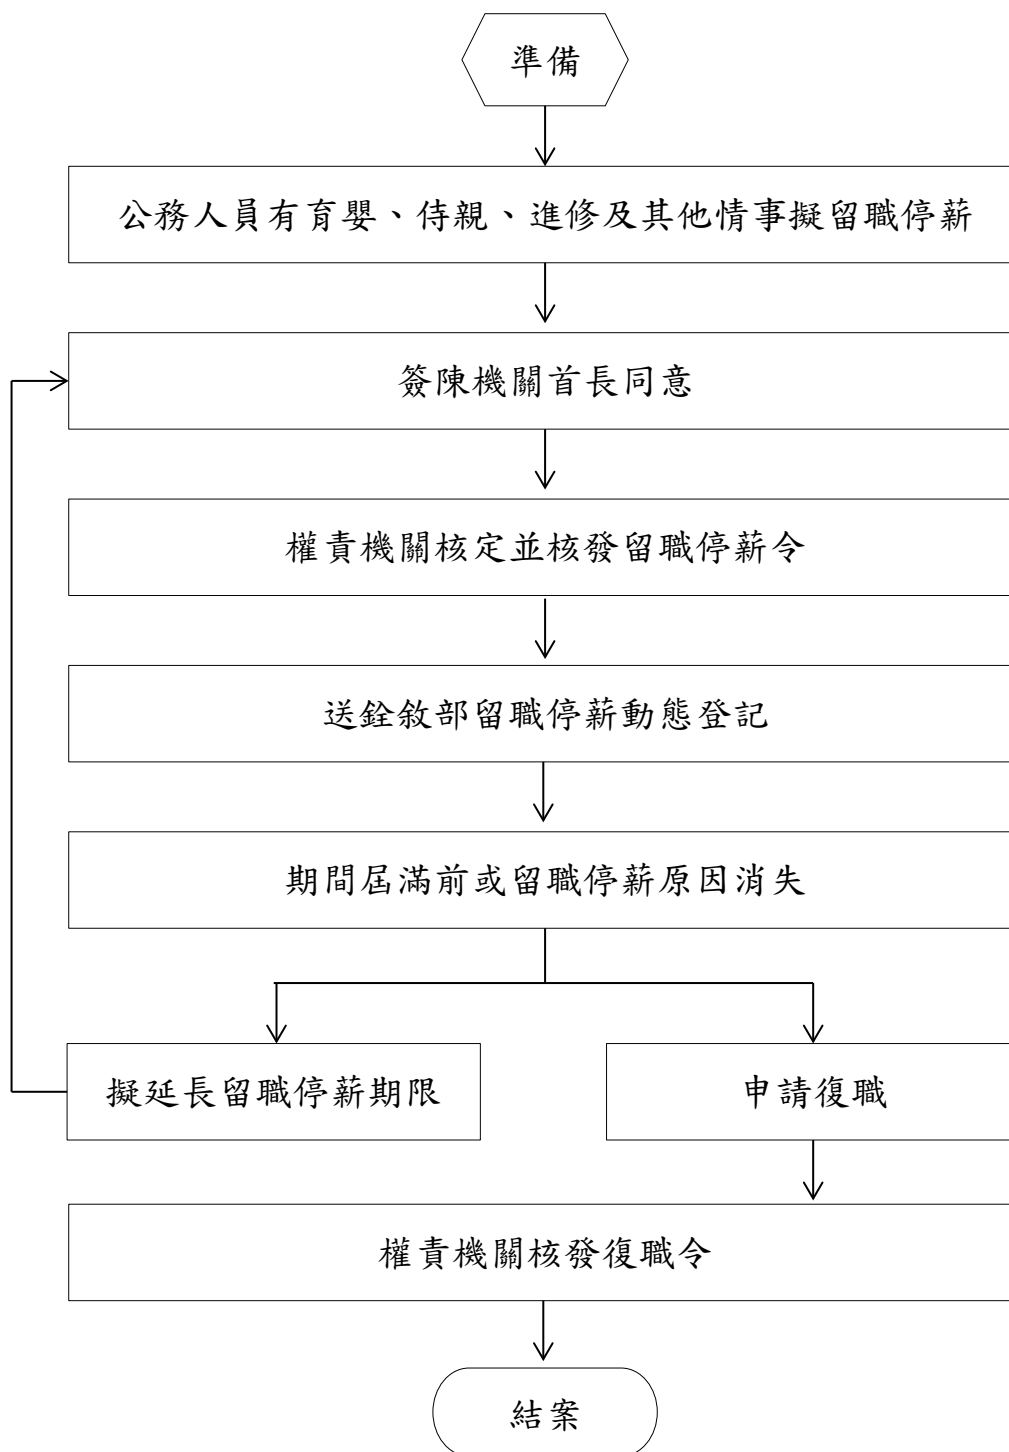 準備
公務人員有育嬰、侍親、進修及其他情事擬留職停薪
簽陳機關首長同意
權責機關核定並核發留職停薪令
送銓敘部留職停薪動態登記
期間屆滿前或留職停薪原因消失
擬延長留職停薪期限
申請復職
權責機關核發復職令
結案